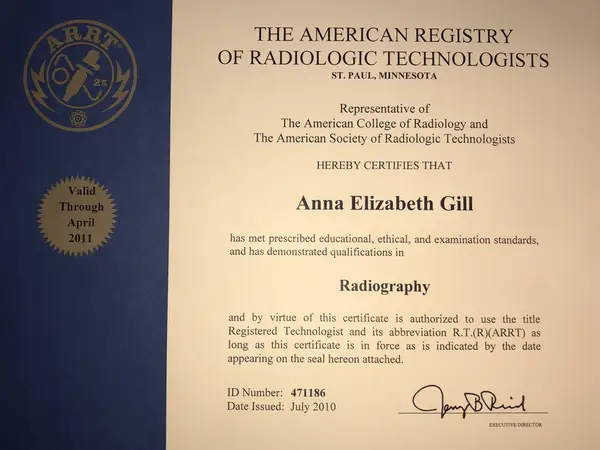 ARRT
THE AMERICAN REGISTRY
OF RADIOLOGIC TECHNOLOGISTS
ST. PAUL, MINNESOTA
Representative of
The American College of Radiology and
The American Society of Radiologic Technologists
HEREBY CERTIFIES THAT
Anna Elizabeth Gill
has met prescribed educational, ethical, and examination standards,
and has demonstrated qualifications in
Radiography
and by virtue of this certificate is authorized to use the title
Registered Technologist and its abbreviation R.T.(R)(ARRT) as
long as this certificate is in force as is indicated by the date
appearing on the seal hereon attached.
Valid
Through
April
2011
ID Number: 471186
Date Issued: July 2010
EXECUTIVE DIRECTOR